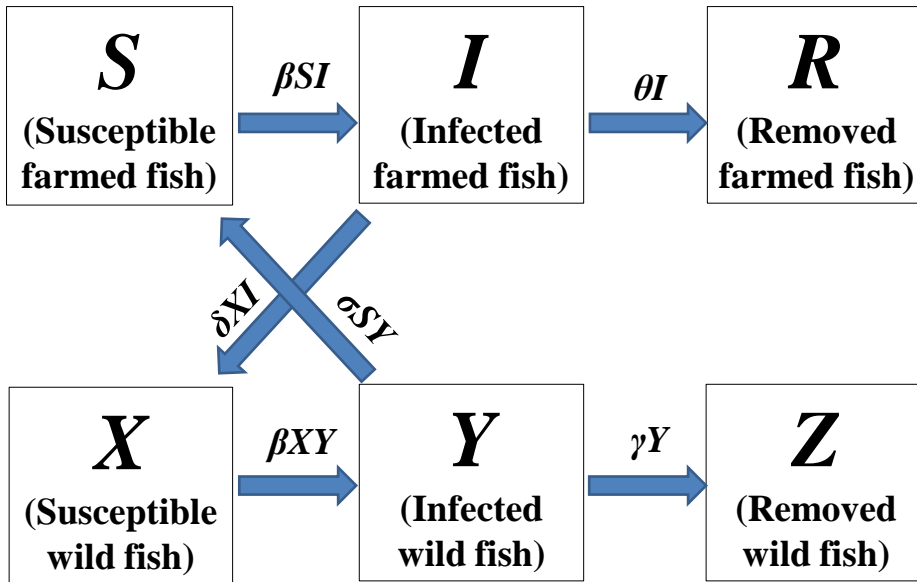 S
(Susceptible
farmed fish)
βSI
I
(Infected
farmed fish)
θI
R
(Removed
farmed fish)
δXI
σSY
X
(Susceptible
wild fish)
βXY
Y
(Infected
wild fish)
γY
Z
(Removed
wild fish)